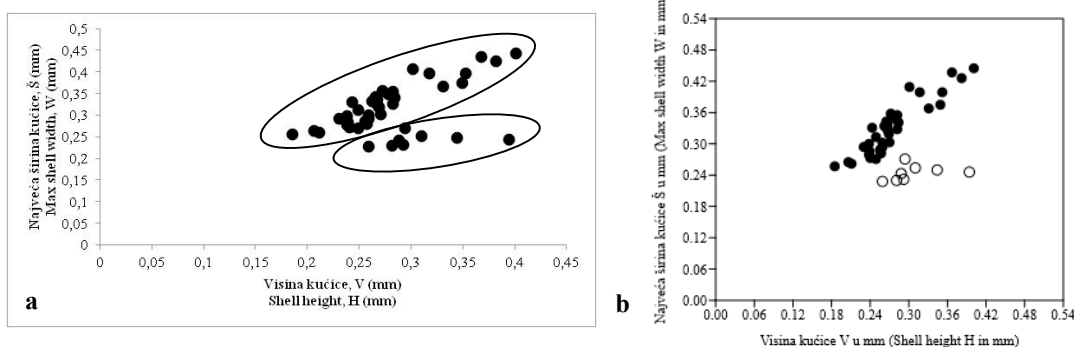 Najveća širina kućice, Š (mm)
Max shell width, W (mm)
0,5
0,45
0,4
0,35
0,3
0,25
0,2
0,15
0,1
0,05
0
0 0,05 0,1 0,15 0,2 0,25 0,3 0,35 0,4 0,45
Visina kućice, V (mm)
Shell height, H (mm)
a
Najveća širina kućice Š u mm (Max shell width W in mm)
0.54
0.48
0.42
0.36
0.30
0.24
0.18
0.12
0.06
0.00
0.00 0.06 0.12 0.18 0.24 0.30 0.36 0.42 0.48 0.54
Visina kućice V u mm (Shell height H in mm)
b